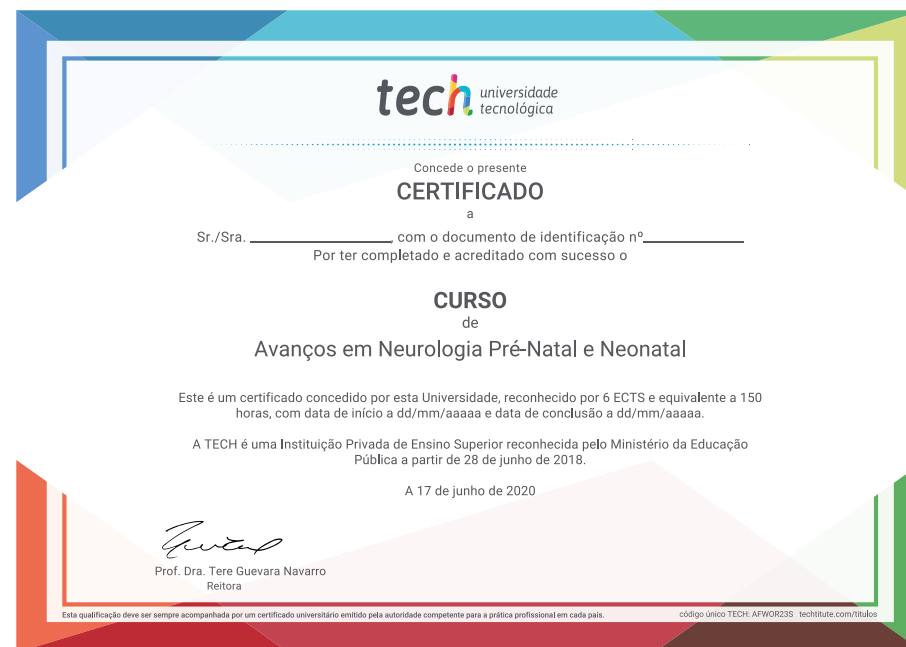 tech universidade
tecnológica
Concede o presente
CERTIFICADO
a
Sr./Sra. ____________, com o documento de identificação nº____________
Por ter completado e acreditado com sucesso o
CURSO
de
Avanços em Neurologia Pré-Natal e Neonatal
Este é um certificado concedido por esta Universidade, reconhecido por 6 ECTS e equivalente a 150
horas, com data de início a dd/mm/aaaaa e data de conclusão a dd/mm/aaaaa.
A TECH é uma Instituição Privada de Ensino Superior reconhecida pelo Ministério da Educação
Pública a partir de 28 de junho de 2018.
A 17 de junho de 2020
Prof. Dra. Tere Guevara Navarro
Reitora
Esta qualificação deve ser sempre acompanhada por um certificado universitário emitido pela autoridade competente para a prática profissional em cada país.
código único TECH: AFWOR23S techtitute.com/titulos